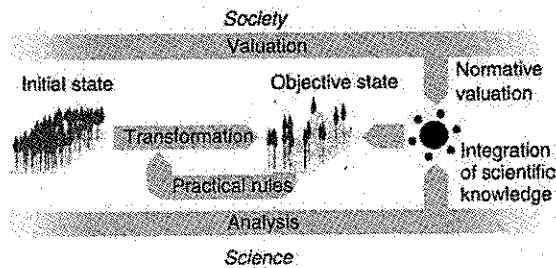 Society
Valuation
Initial state
Objective state
Normative
valuation
Transformation
Integration
of scientific
knowledge
Practical rules
Analysis
Science